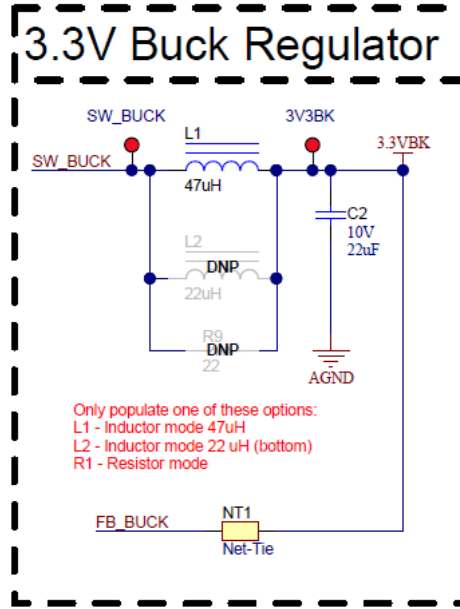 3.3V Buck Regulator
SW_BUCK
3V3BK
L1
3.3VBK
SW_BUCK
47uH
C2
10V
22uF
L2
DNP
22uH
R9
DNP
22
AGND
Only populate one of these options:
L1 - Inductor mode 47uH
L2 - Inductor mode 22 uH (bottom)
R1 - Resistor mode
NT1
FB_BUCK
Net-Tie